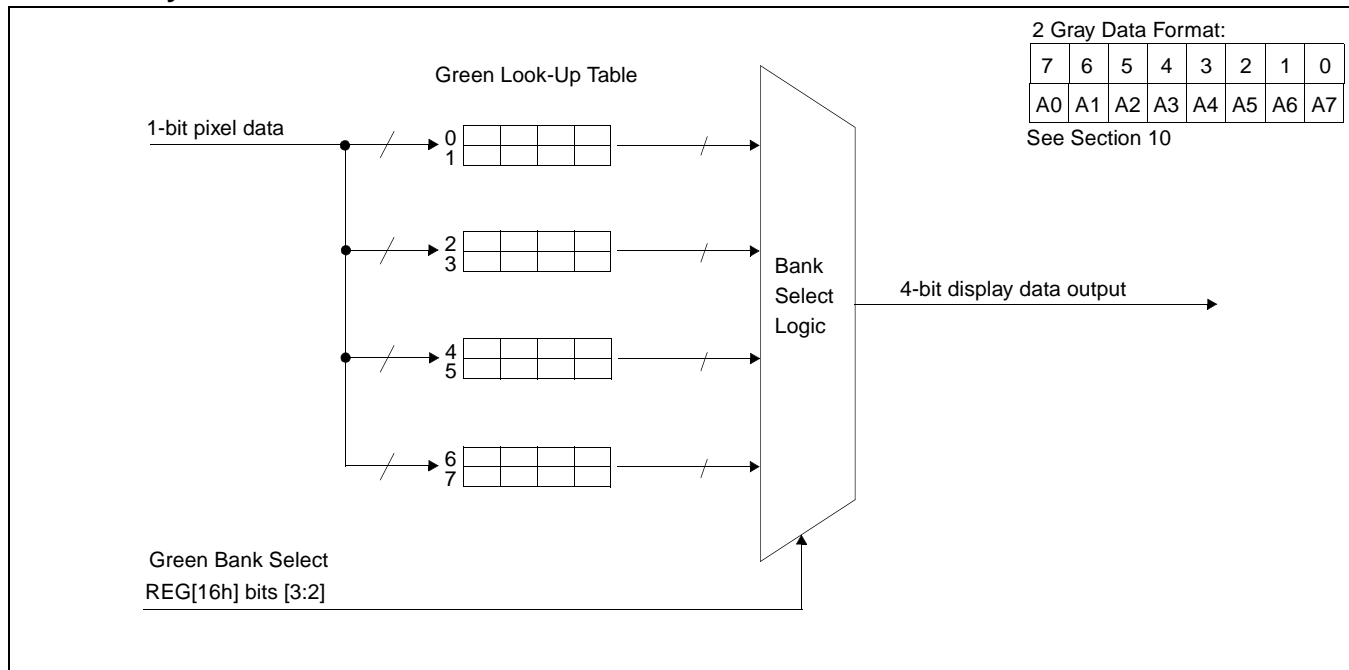 2 Gray Data Format:
7 6 5 4 3 2 1 0
A0 A1 A2 A3 A4 A5 A6 A7
See Section 10
Green Look-Up Table
1-bit pixel data
0
1
2
3
4
5
6
7
Bank
Select
Logic
4-bit display data output
Green Bank Select
REG[16h] bits [3:2]